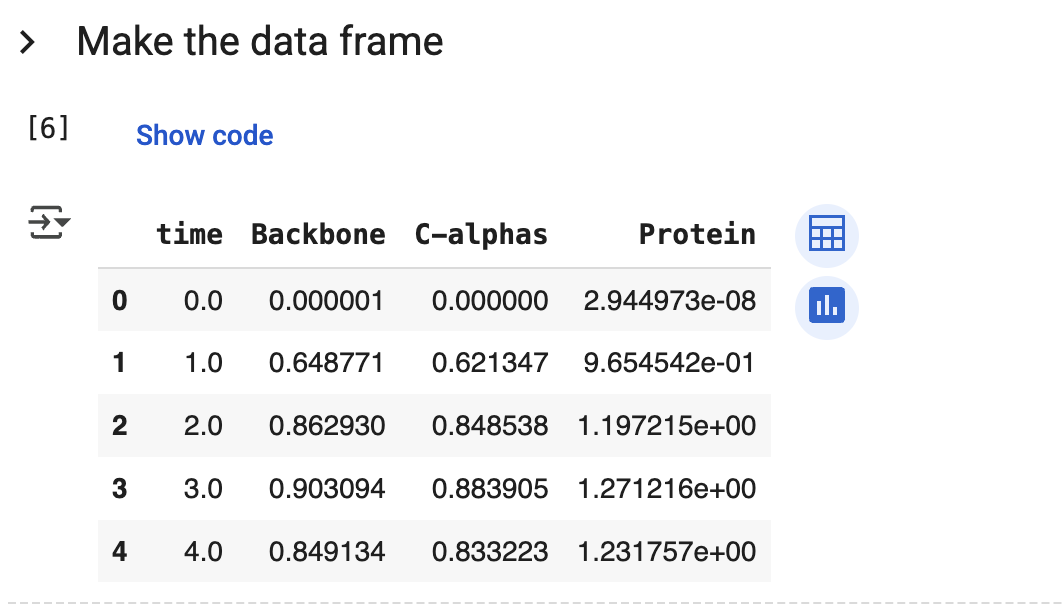 Make the data frame
[6]
Show code
time Backbone C-alphas Protein
0 0.0 0.000001 0.000000 2.944973e-08
1 1.0 0.648771 0.621347 9.654542e-01
2 2.0 0.862930 0.848538 1.197215e+00
3 3.0 0.903094 0.883905 1.271216e+00
4 4.0 0.849134 0.833223 1.231757e+00